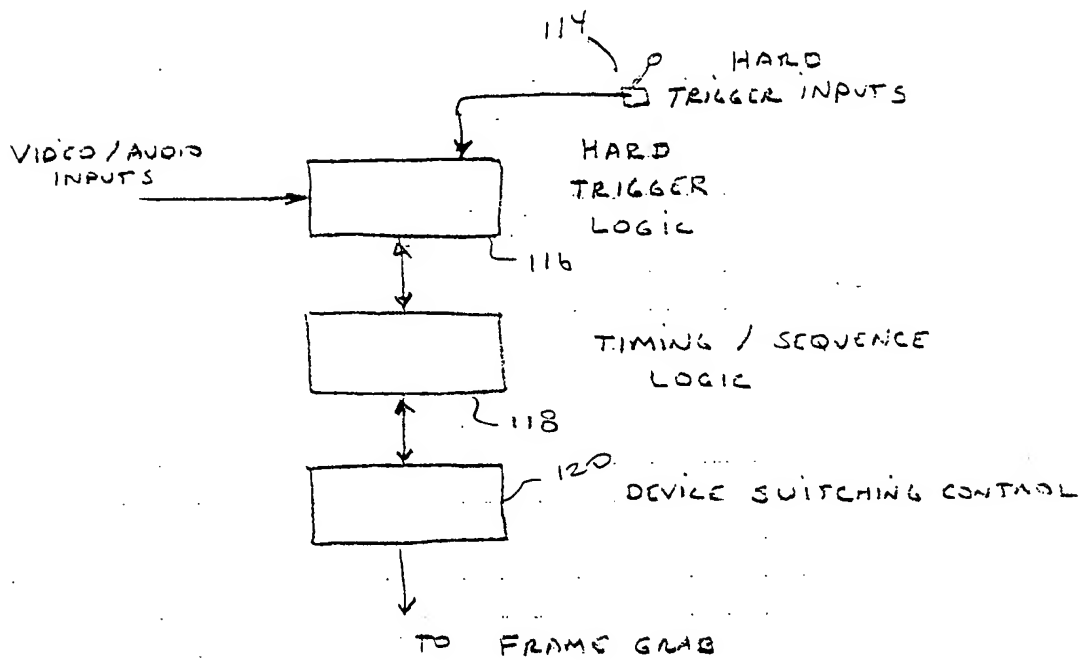 114
HARD
TRIGGER INPUTS
VIDEO / AUDIO
INPUTS
HARD
TRIGGER
LOGIC
116
TIMING / SEQUENCE
LOGIC
118
120
DEVICE SWITCHING CONTROL
TO FRAME GRAB